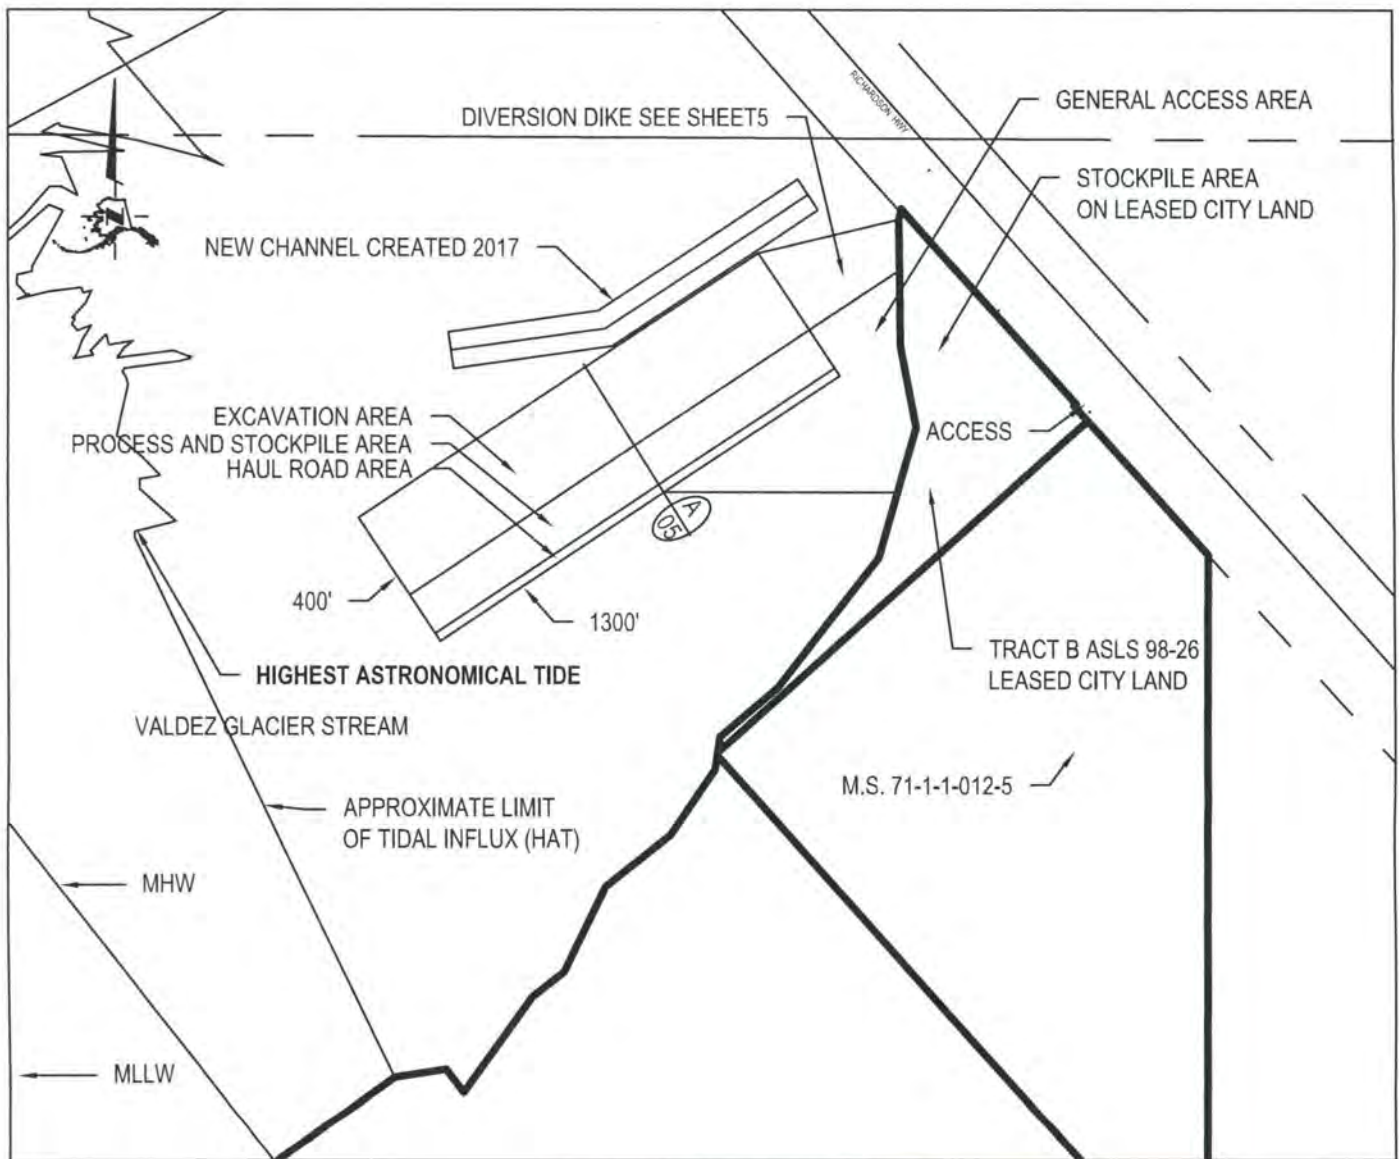 RICHARDSON HWY
GENERAL ACCESS AREA
DIVERSION DIKE SEE SHEET5
STOCKPILE AREA
ON LEASED CITY LAND
N
NEW CHANNEL CREATED 2017
EXCAVATION AREA
PROCESS AND STOCKPILE AREA
HAUL ROAD AREA
ACCESS
A
05
400'
1300'
TRACT B ASLS 98-26
LEASED CITY LAND
HIGHEST ASTRONOMICAL TIDE
VALDEZ GLACIER STREAM
M.S. 71-1-1-012-5
APPROXIMATE LIMIT
OF TIDAL INFLUX (HAT)
MHW
MLLW